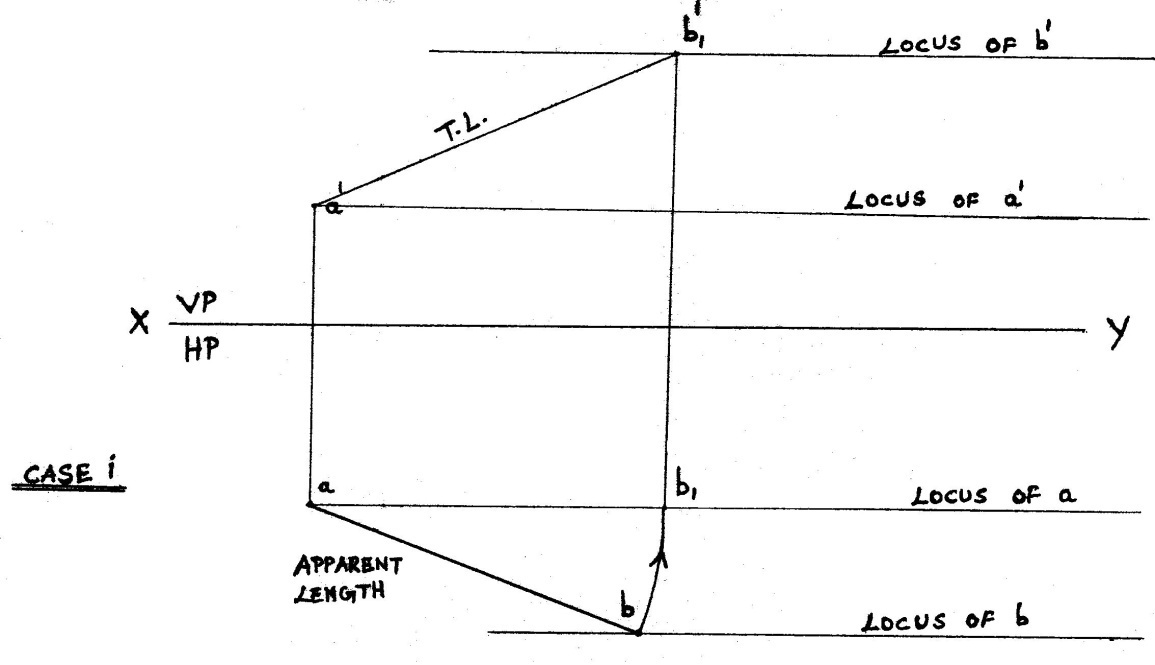 b₁'
LOCUS OF b'
T.L.
a'
LOCUS OF a'
VP
X
Y
HP
CASE i
a
b₁
LOCUS OF a
APPARENT
LENGTH
b
LOCUS OF b